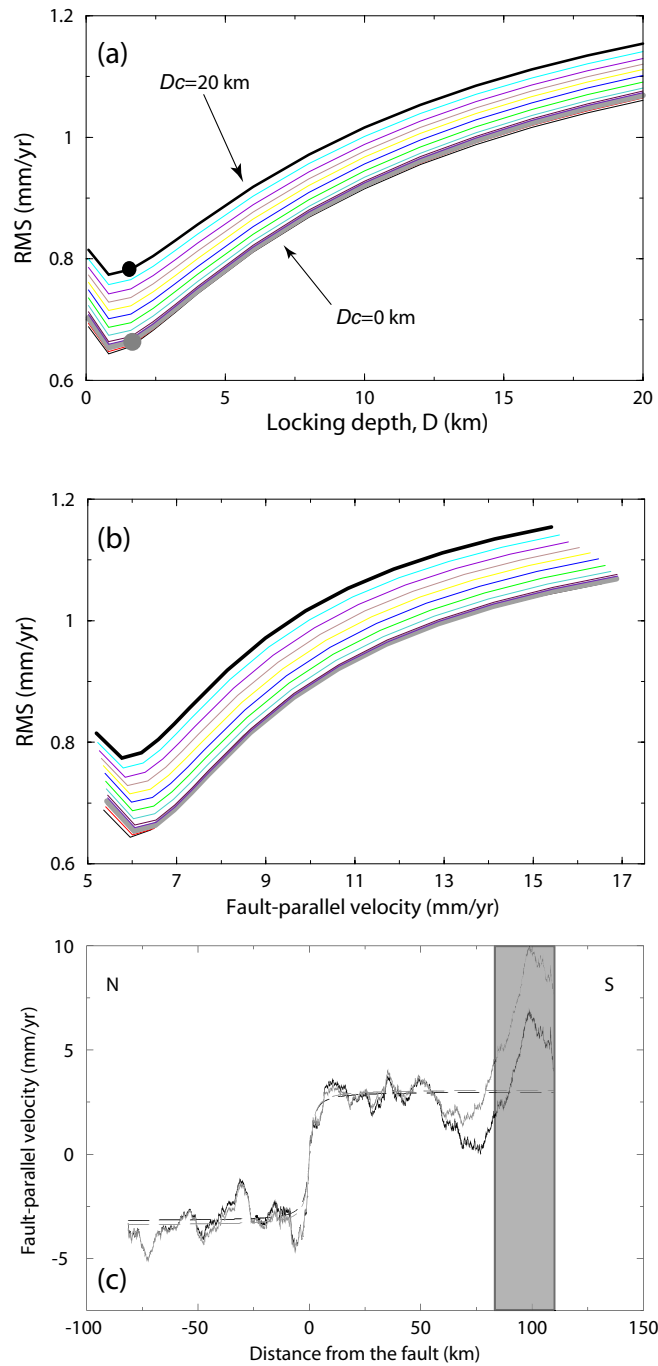 1.2
(a)
Dc=20 km
1
RMS (mm/yr)
0.8
Dc=0 km
0.6
0 5 10 15 20
Locking depth, D (km)
1.2
(b)
1
RMS (mm/yr)
0.8
0.6
5 7 9 11 13 15 17
Fault-parallel velocity (mm/yr)
10
N S
5
Fault-parallel velocity (mm/yr)
0
-5
(c)
-100 -50 0 50 100 150
Distance from the fault (km)